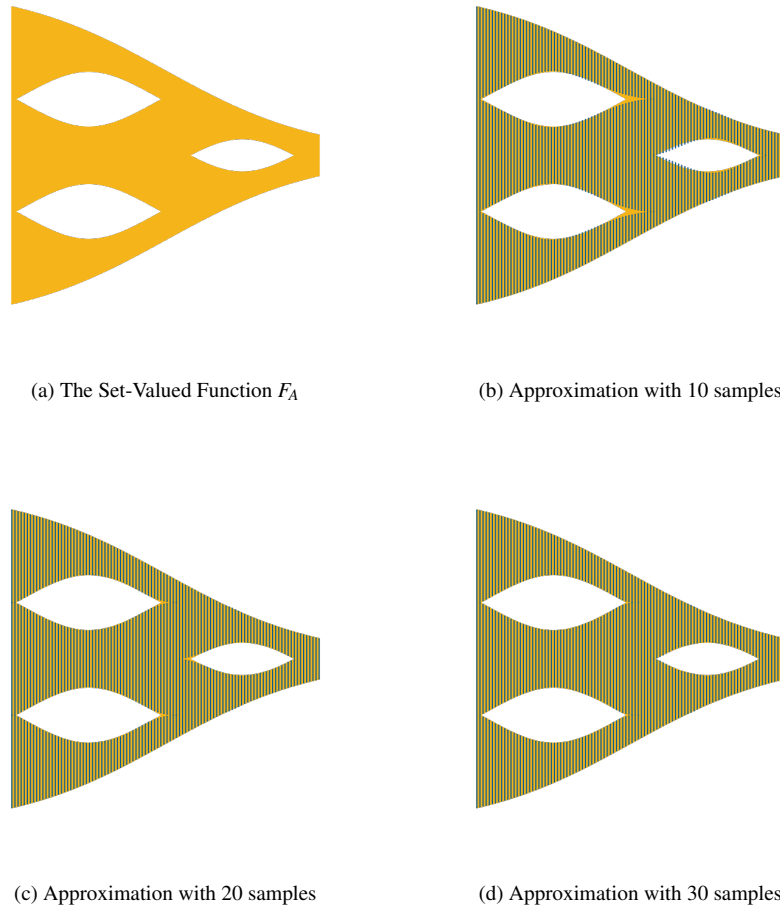 (a) The Set-Valued Function F_A
(b) Approximation with 10 samples
(c) Approximation with 20 samples
(d) Approximation with 30 samples